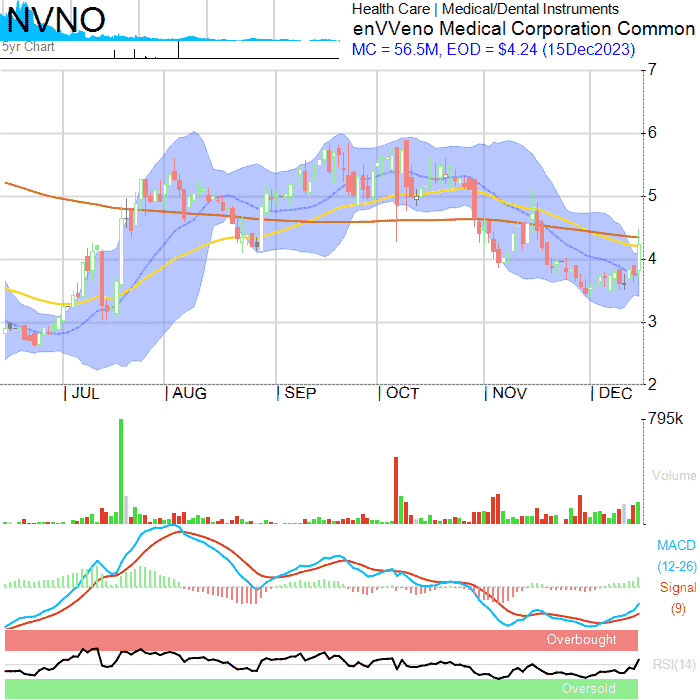 NVNO
5yr Chart
Health Care | Medical/Dental Instruments
enVVeno Medical Corporation Common
MC = 56.5M, EOD = $4.24 (15Dec2023)
7
6
5
4
3
2
JUL
AUG
SEP
OCT
NOV
DEC
795k
Volume
MACD
(12-26)
Signal
(9)
Overbought
RSI(14)
Oversold